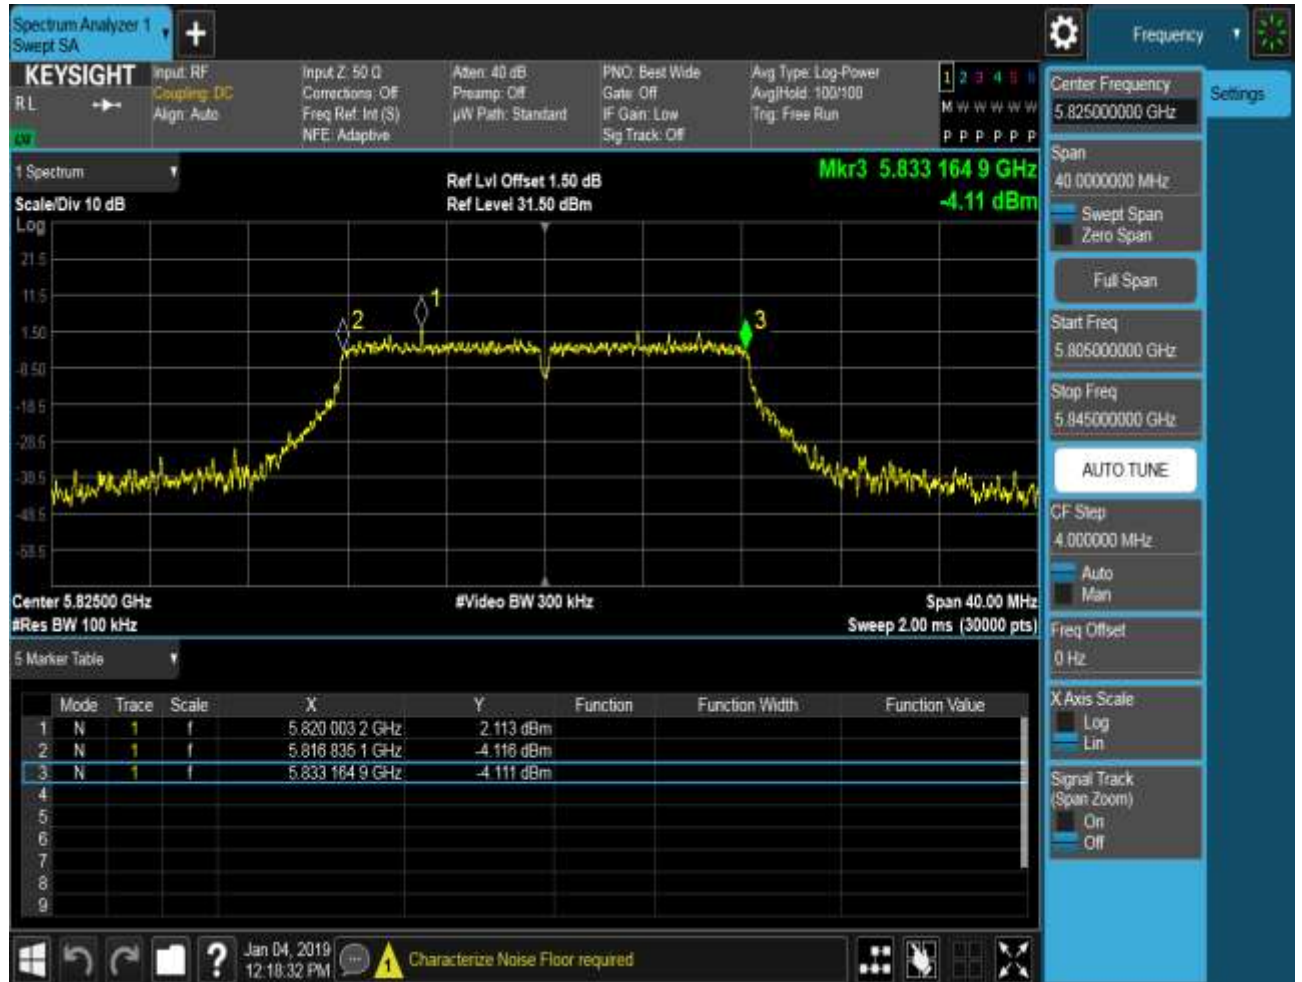 Spectrum Analyzer 1
Swept SA
+
Frequency
KEYSIGHT
R L
Input: RF
Coupling: DC
Align: Auto
Input Z: 50 Ω
Corrections: Off
Freq Ref: Int (S)
NFE: Adaptive
Atten: 40 dB
Preamp: Off
µW Path: Standard
PNO: Best Wide
Gate: Off
IF Gain: Low
Sig Track: Off
Avg Type: Log-Power
Avg|Hold: 100/100
Trig: Free Run
1 2 3 4 5 6
M W W W W W
P P P P P P
1 Spectrum
Scale/Div 10 dB
Ref Lvl Offset 1.50 dB
Ref Level 31.50 dBm
Mkr3 5.833 164 9 GHz
-4.11 dBm
Log
21.5
11.5
1.50
-8.50
-18.5
-28.5
-38.5
-48.5
-58.5
1
2
3
Center 5.82500 GHz
#Res BW 100 kHz
#Video BW 300 kHz
Span 40.00 MHz
Sweep 2.00 ms (30000 pts)
5 Marker Table
Mode Trace Scale X Y Function Function Width Function Value
1 N 1 f 5.820 003 2 GHz 2.113 dBm
2 N 1 f 5.816 835 1 GHz -4.116 dBm
3 N 1 f 5.833 164 9 GHz -4.111 dBm
4
5
6
7
8
9
?
Jan 04, 2019
12:18:32 PM
1
Characterize Noise Floor required
Center Frequency
5.825000000 GHz
Settings
Span
40.0000000 MHz
Swept Span
Zero Span
Full Span
Start Freq
5.805000000 GHz
Stop Freq
5.845000000 GHz
AUTO TUNE
CF Step
4.000000 MHz
Auto
Man
Freq Offset
0 Hz
X Axis Scale
Log
Lin
Signal Track
(Span Zoom)
On
Off